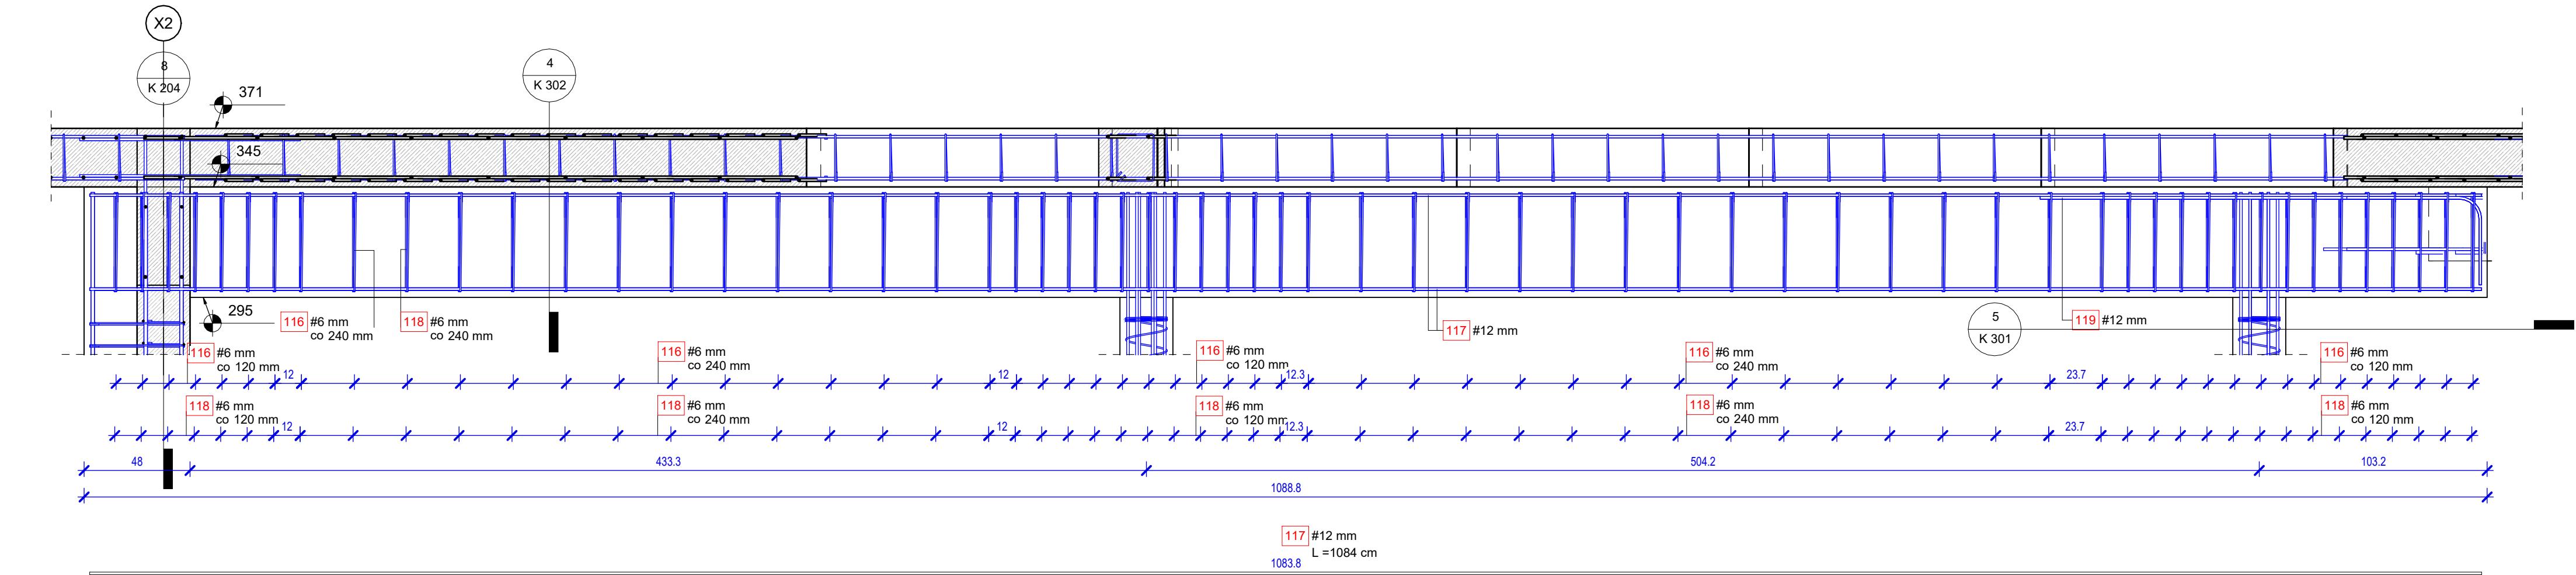 X2
8
K 204
4
K 302
371
345
295
116 #6 mm
co 240 mm
118 #6 mm
co 240 mm
117 #12 mm
5
K 301
119 #12 mm
116 #6 mm
co 120 mm
116 #6 mm
co 240 mm
116 #6 mm
co 120 mm
116 #6 mm
co 240 mm
116 #6 mm
co 120 mm
12
12
12.3
23.7
118 #6 mm
co 120 mm
118 #6 mm
co 240 mm
118 #6 mm
co 120 mm
118 #6 mm
co 240 mm
118 #6 mm
co 120 mm
12
12
12.3
23.7
48
433.3
504.2
103.2
1088.8
117 #12 mm
L =1084 cm
1083.8